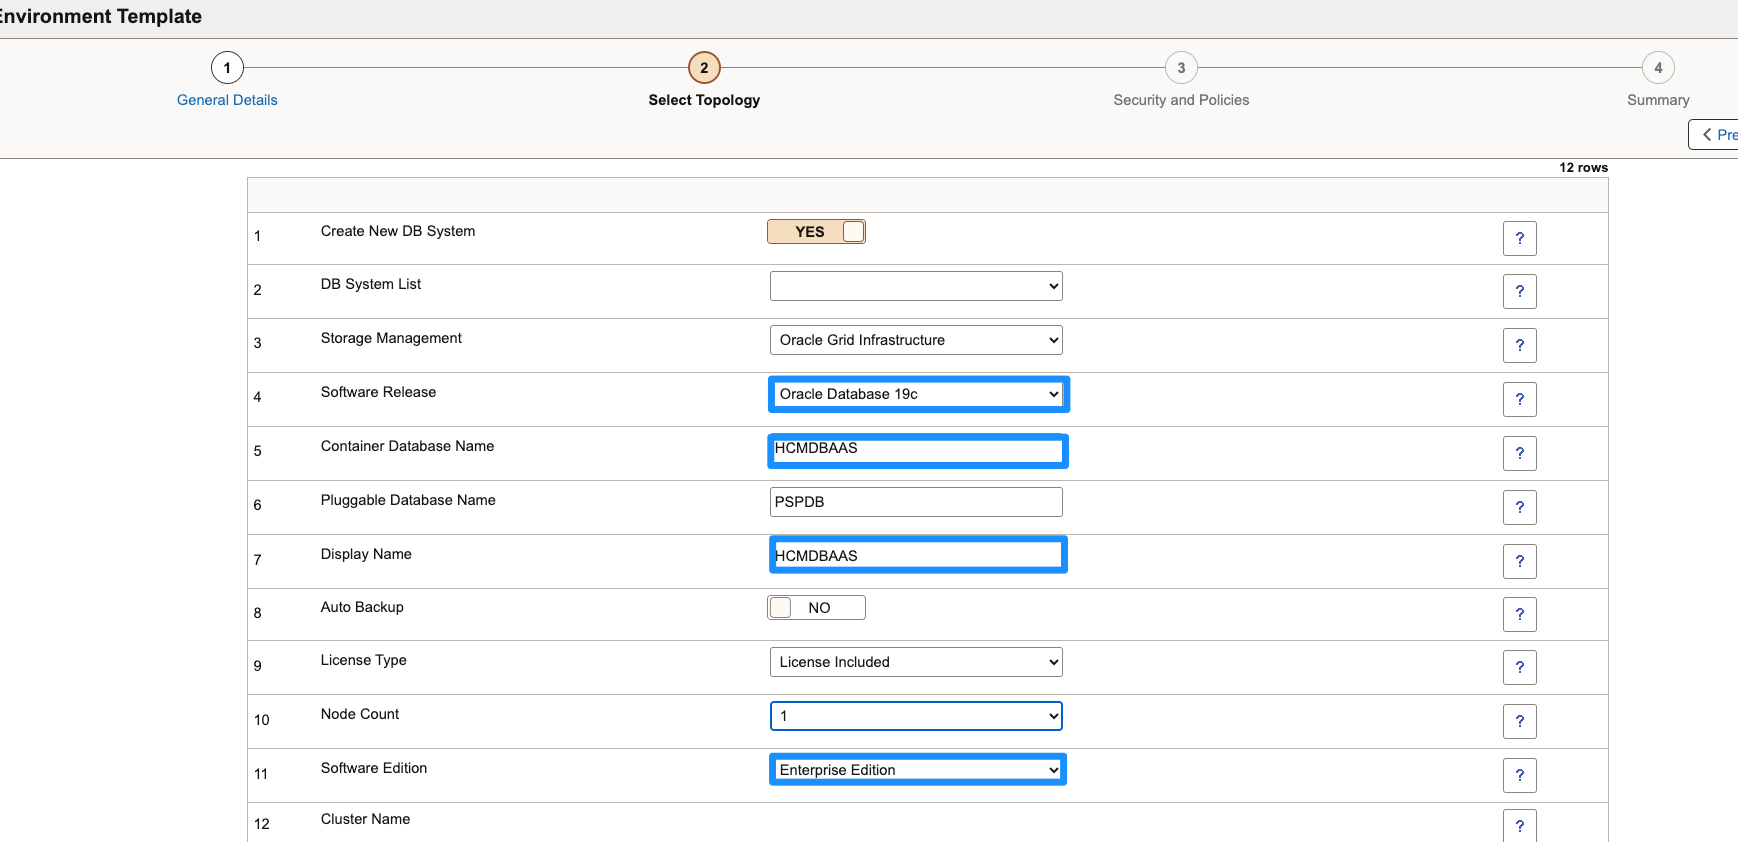 Environment Template
1
2
3
4
General Details
Select Topology
Security and Policies
Summary
Pre
12 rows
1 Create New DB System YES ?
2 DB System List ?
3 Storage Management Oracle Grid Infrastructure ?
4 Software Release Oracle Database 19c ?
5 Container Database Name HCMDBAAS ?
6 Pluggable Database Name PSPDB ?
7 Display Name HCMDBAAS ?
8 Auto Backup NO ?
9 License Type License Included ?
10 Node Count 1 ?
11 Software Edition Enterprise Edition ?
12 Cluster Name ?